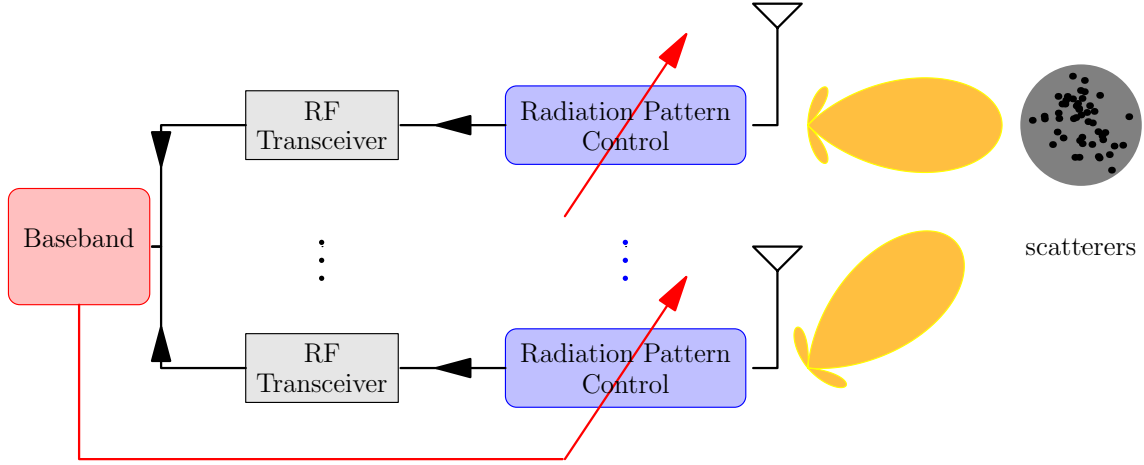 RF
Transceiver
Radiation Pattern
Control
Baseband
scatterers
RF
Transceiver
Radiation Pattern
Control